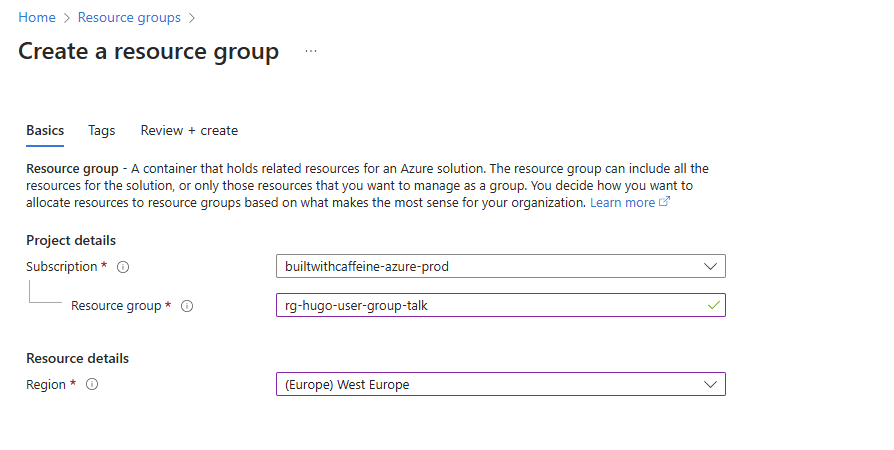 Home > Resource groups >
Create a resource group ...
Basics Tags Review + create
Resource group - A container that holds related resources for an Azure solution. The resource group can include all the
resources for the solution, or only those resources that you want to manage as a group. You decide how you want to
allocate resources to resource groups based on what makes the most sense for your organization. Learn more
Project details
Subscription * builtwithcaffeine-azure-prod
Resource group * rg-hugo-user-group-talk
Resource details
Region * (Europe) West Europe